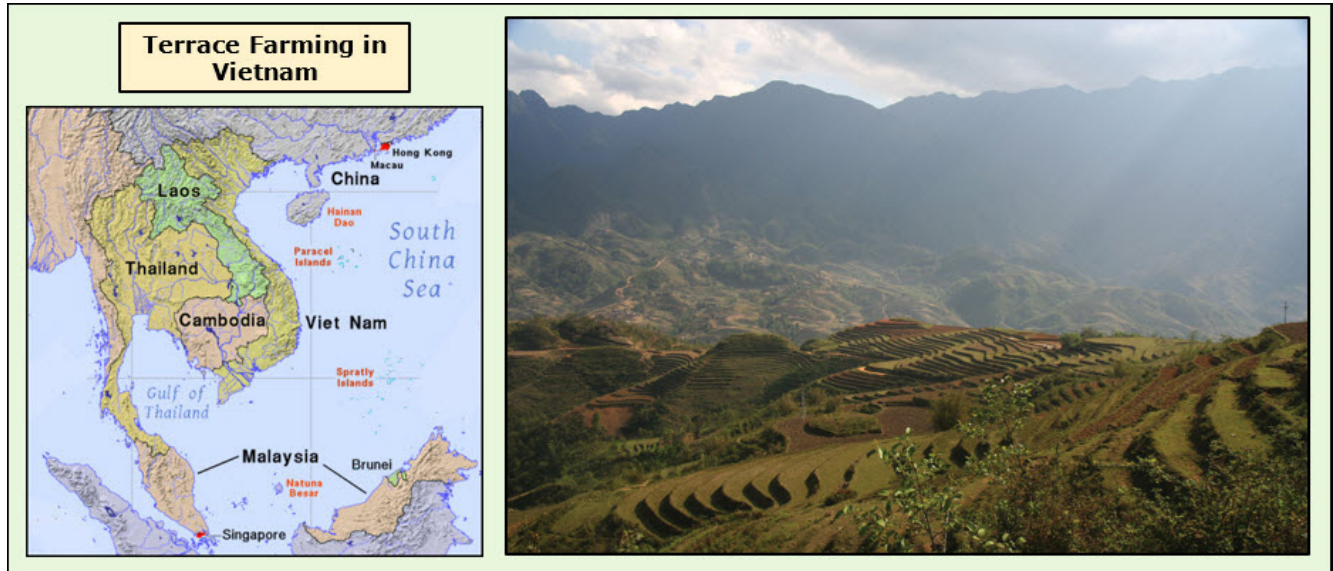 Terrace Farming in
Vietnam
Hong Kong
Macau
China
Laos
Hainan
Dao
South
China
Sea
Paracel
Islands
Thailand
Cambodia
Viet Nam
Spratly
Islands
Gulf of
Thailand
Malaysia
Brunei
Natuna
Besar
Singapore